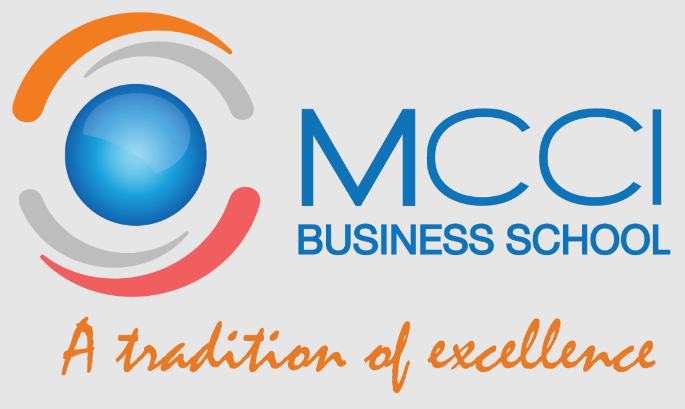 MCCI
BUSINESS SCHOOL
A tradition of excellence